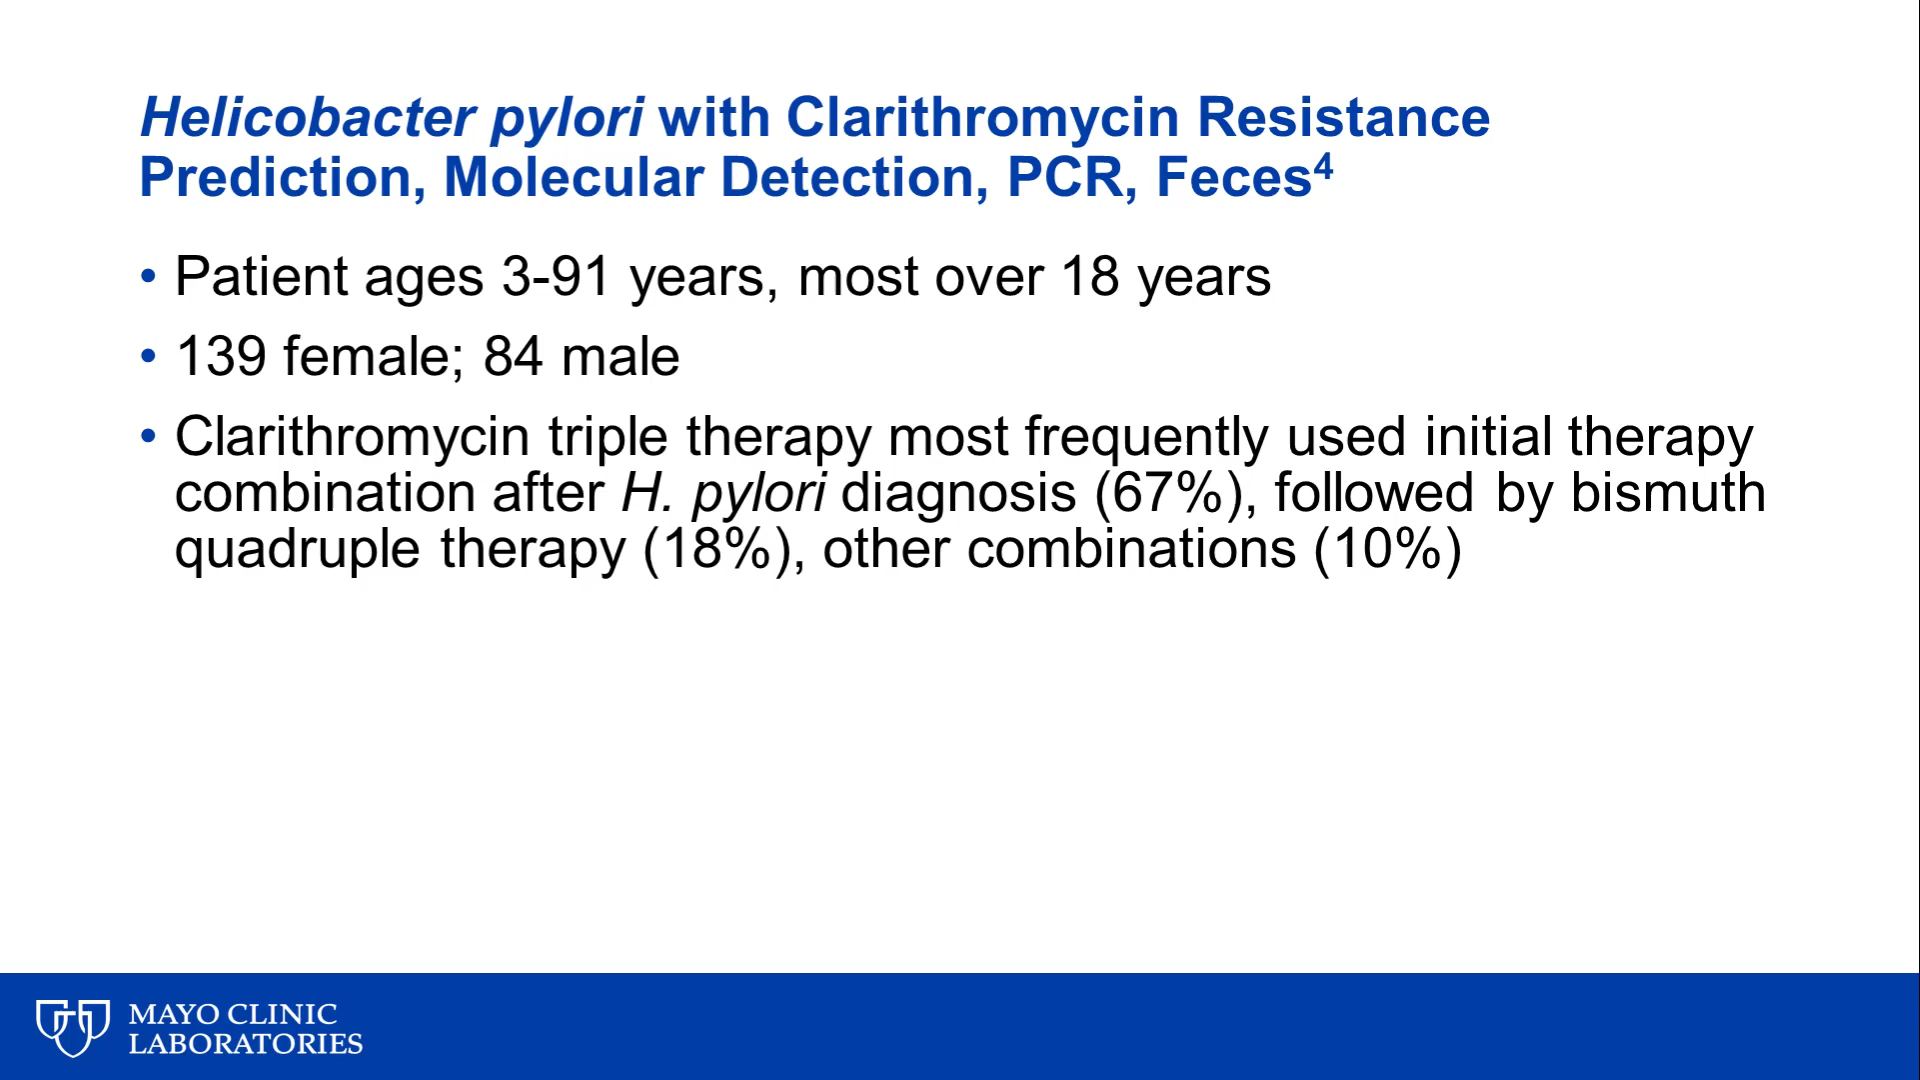 Helicobacter pylori with Clarithromycin Resistance
Prediction, Molecular Detection, PCR, Feces⁴
• Patient ages 3-91 years, most over 18 years
• 139 female; 84 male
• Clarithromycin triple therapy most frequently used initial therapy
combination after H. pylori diagnosis (67%), followed by bismuth
quadruple therapy (18%), other combinations (10%)
MAYO CLINIC
LABORATORIES